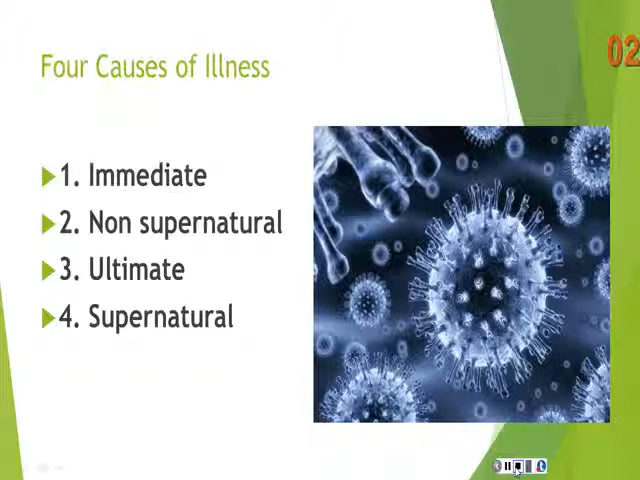 Four Causes of Illness
02
1. Immediate
2. Non supernatural
3. Ultimate
4. Supernatural